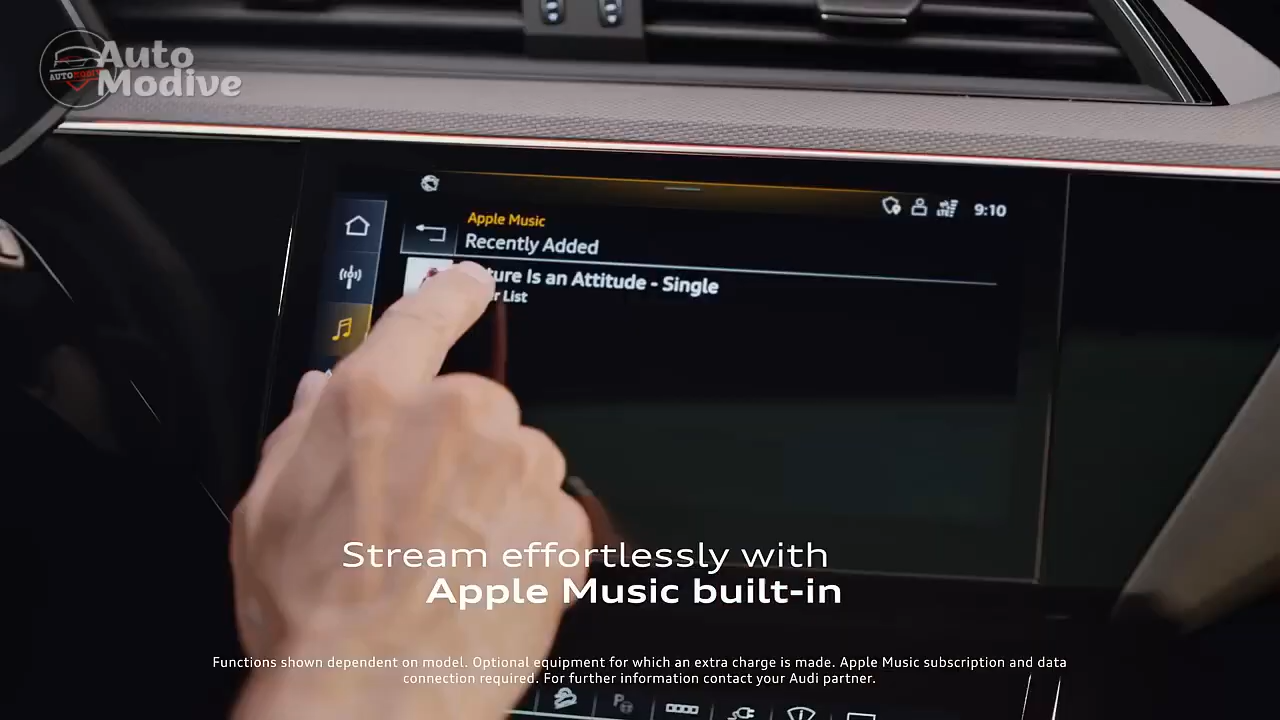 Auto
Modive
AUTOMODIVE
9:10
Apple Music
Recently Added
ure Is an Attitude - Single
r List
Stream effortlessly with
Apple Music built-in
Functions shown dependent on model. Optional equipment for which an extra charge is made. Apple Music subscription and data
connection required. For further information contact your Audi partner.